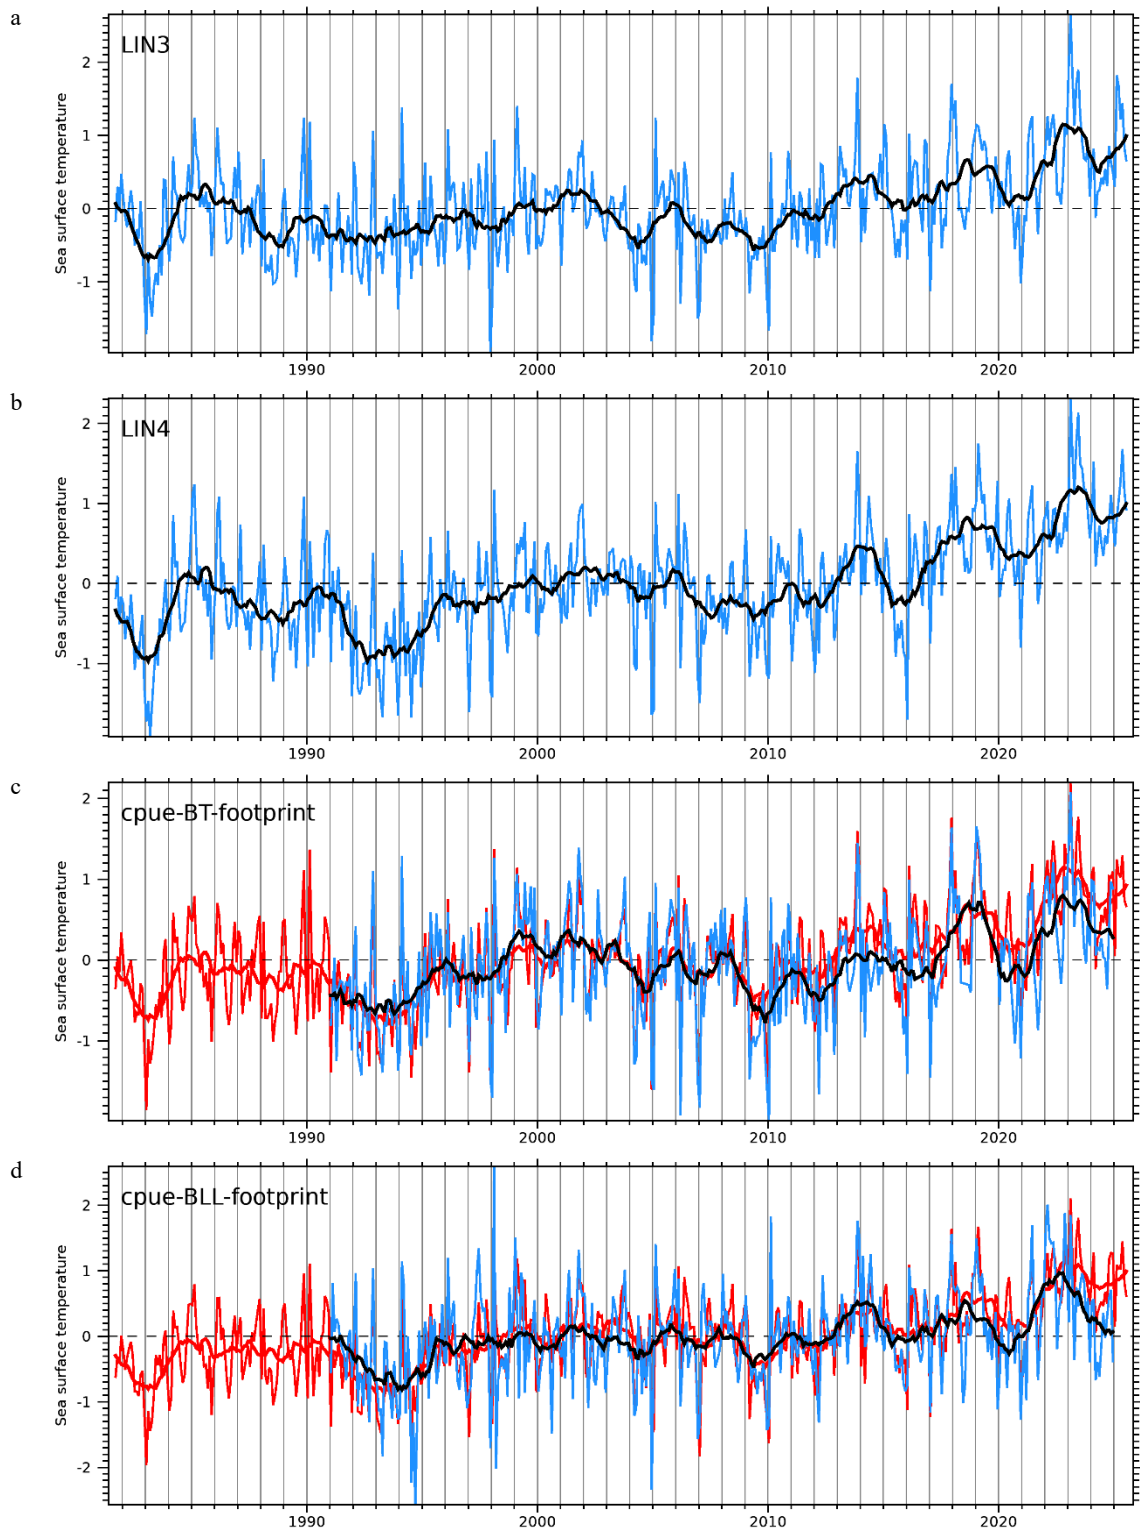 a
LIN3
Sea surface temperature
2
1
0
-1
1990 2000 2010 2020
b
LIN4
Sea surface temperature
2
1
0
-1
1990 2000 2010 2020
c
cpue-BT-footprint
Sea surface temperature
2
1
0
-1
1990 2000 2010 2020
d
cpue-BLL-footprint
Sea surface temperature
2
1
0
-1
-2
1990 2000 2010 2020